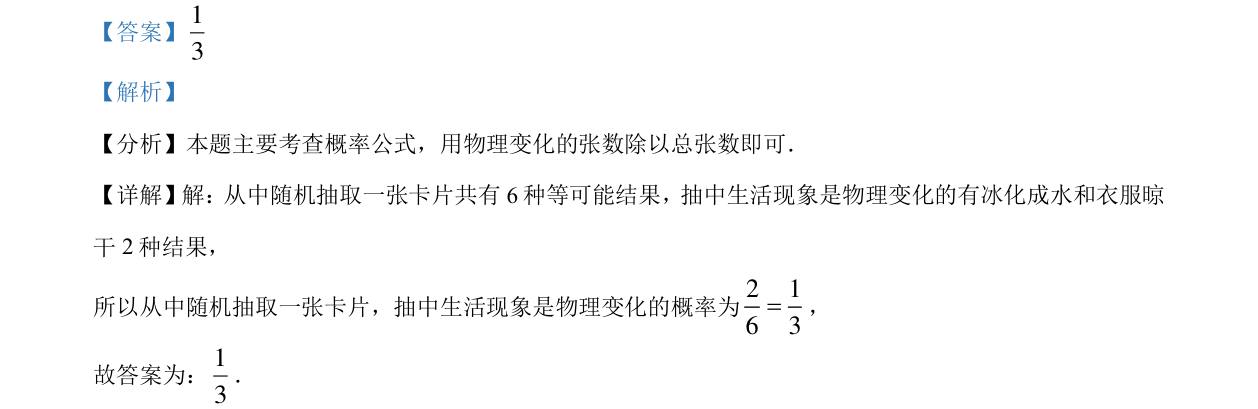 【答案】1/3
【解析】
【分析】本题主要考查概率公式，用物理变化的张数除以总张数即可．
【详解】解：从中随机抽取一张卡片共有 6 种等可能结果，抽中生活现象是物理变化的有冰化成水和衣服晾
干 2 种结果，
所以从中随机抽取一张卡片，抽中生活现象是物理变化的概率为 2/6 = 1/3，
故答案为：1/3．